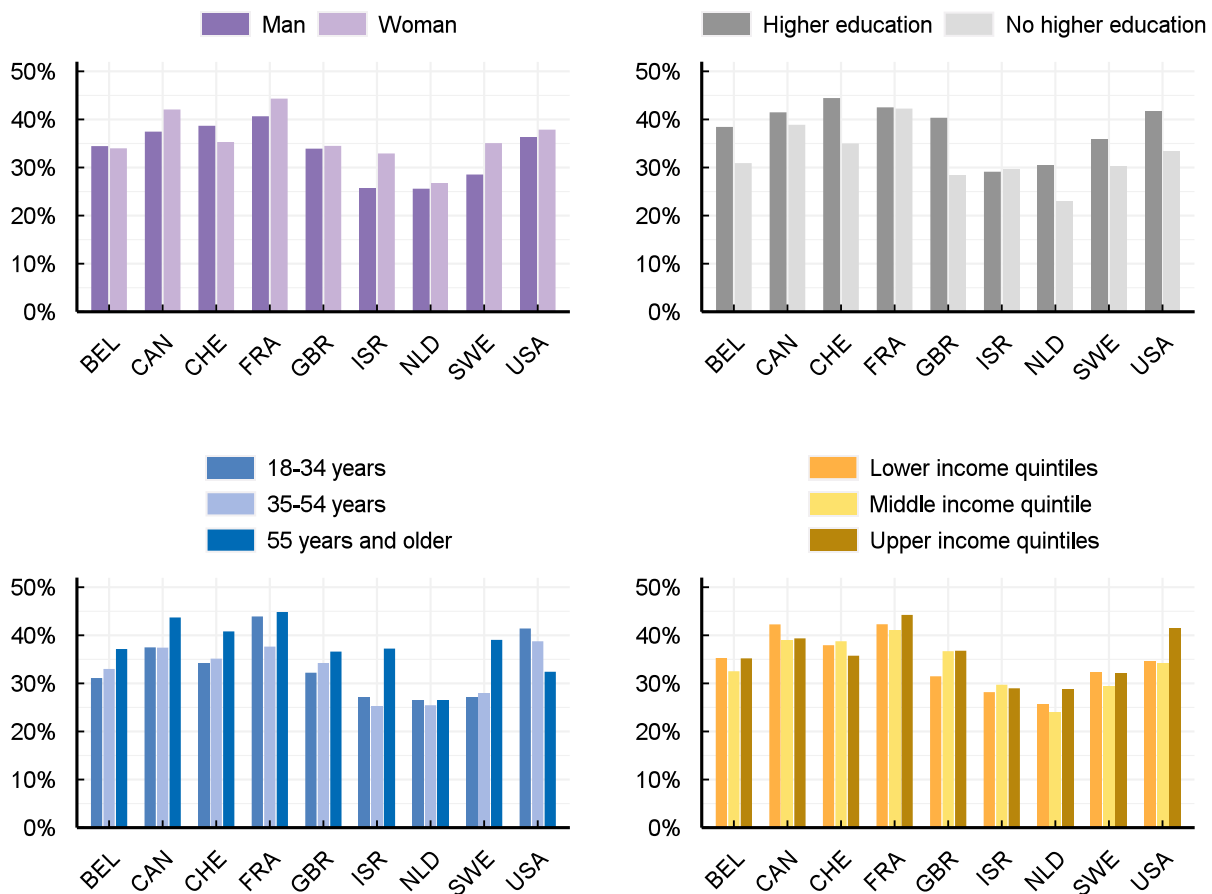 Man Woman
50%
40%
30%
20%
10%
0%
BEL CAN CHE FRA GBR ISR NLD SWE USA
Higher education No higher education
50%
40%
30%
20%
10%
0%
BEL CAN CHE FRA GBR ISR NLD SWE USA
18-34 years
35-54 years
55 years and older
50%
40%
30%
20%
10%
0%
BEL CAN CHE FRA GBR ISR NLD SWE USA
Lower income quintiles
Middle income quintile
Upper income quintiles
50%
40%
30%
20%
10%
0%
BEL CAN CHE FRA GBR ISR NLD SWE USA